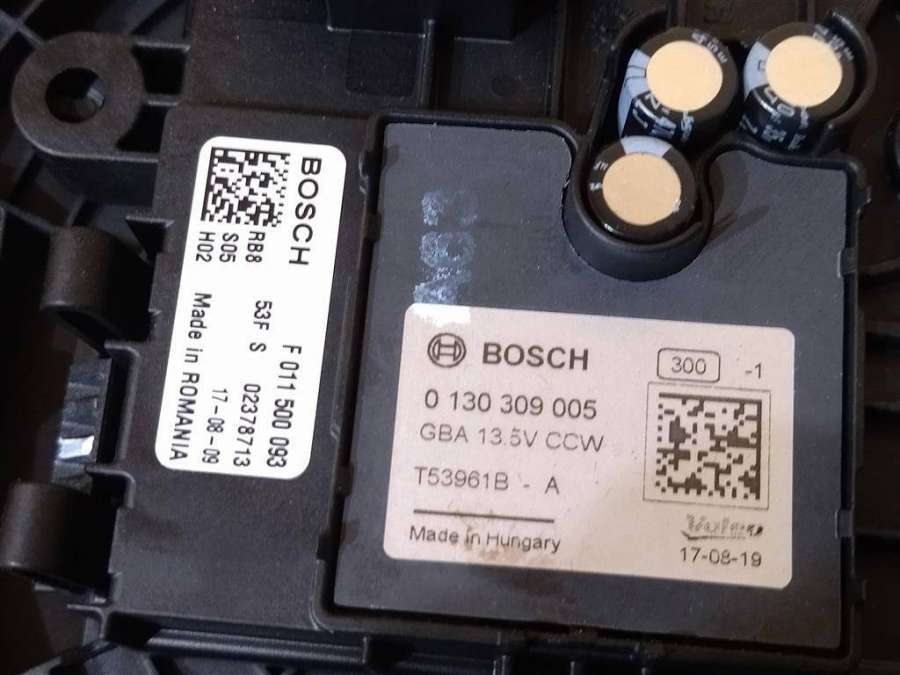 BOSCH
RB8
S05
H02
F 011 500 093
53F S 02378713
17-08-09
Made in ROMANIA
BOSCH
300 -1
0 130 309 005
GBA 13.5V CCW
T53961B - A
Made in Hungary
Valeo
17-08-19